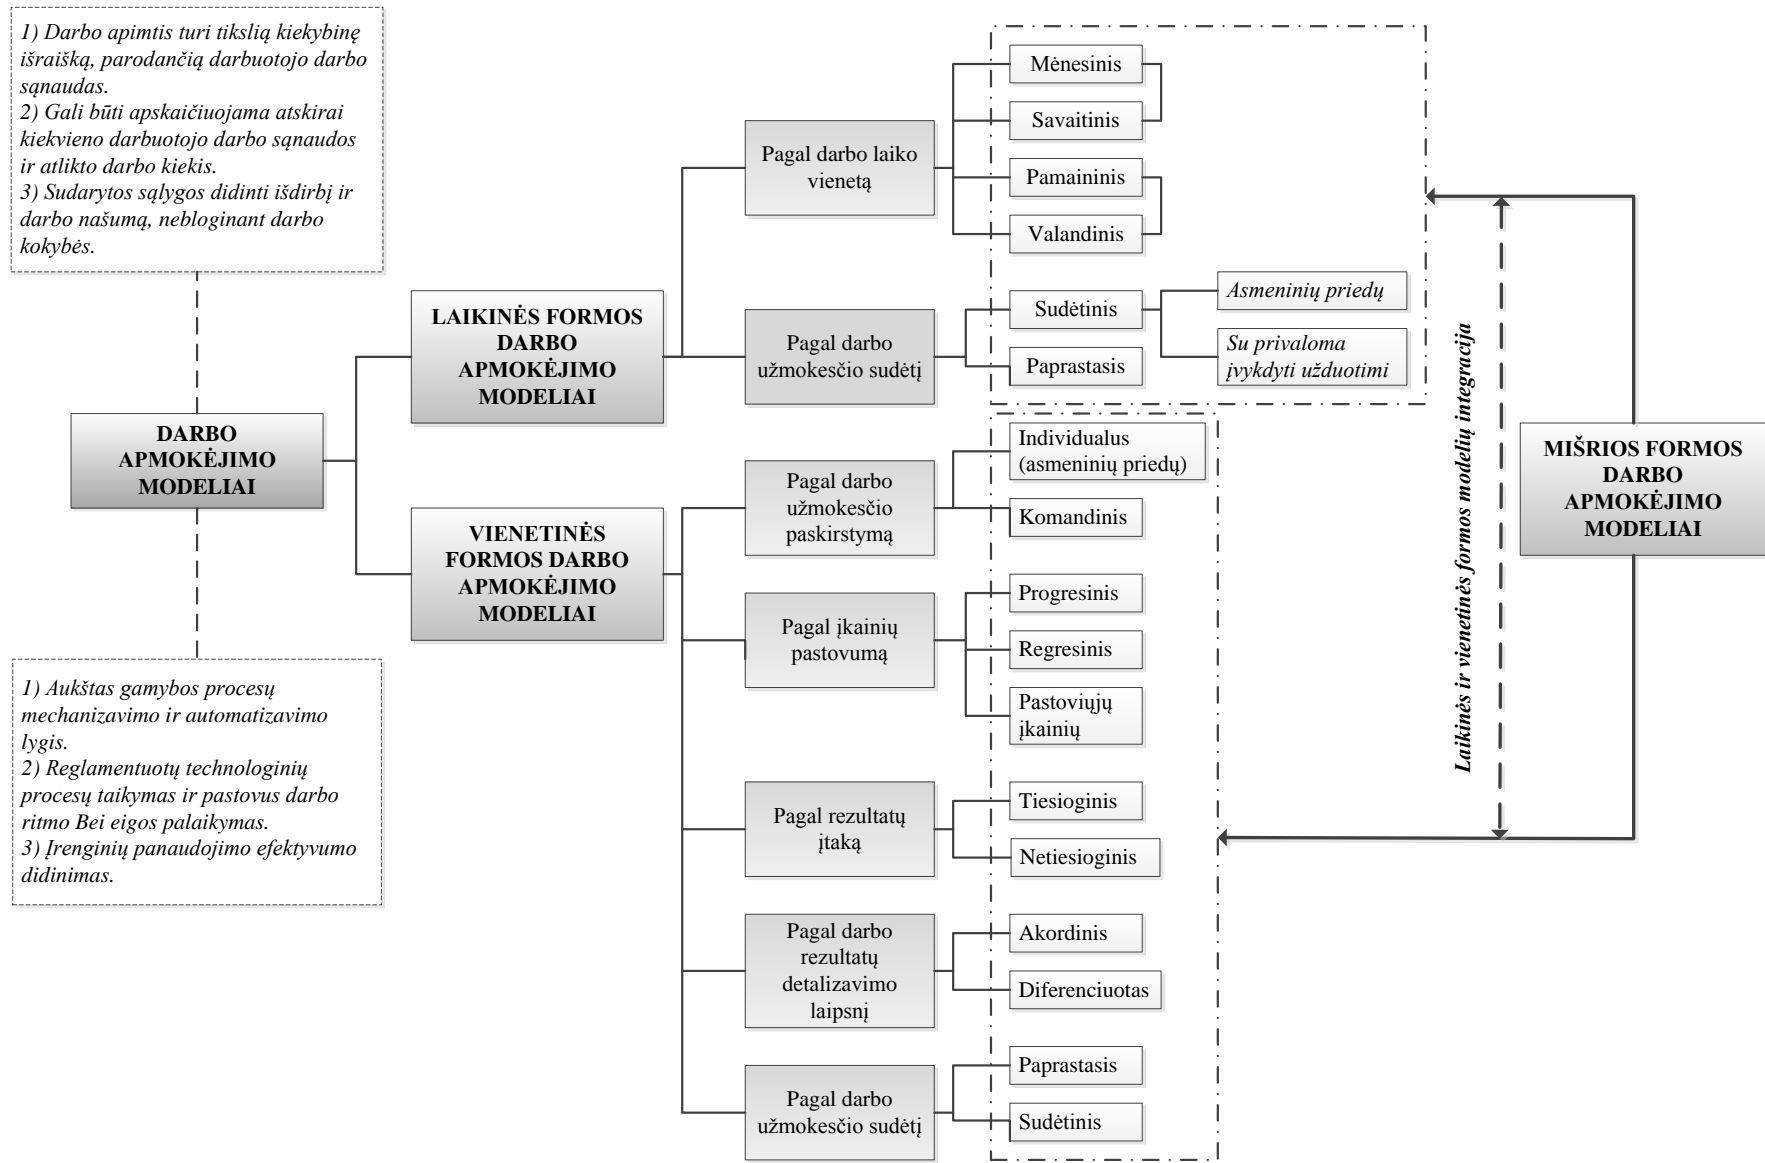 1) Darbo apimtis turi tikslią kiekybinę
išraišką, parodančią darbuotojo darbo
sąnaudas.
2) Gali būti apskaičiuojama atskirai
kiekvieno darbuotojo darbo sąnaudos
ir atlikto darbo kiekis.
3) Sudarytos sąlygos didinti išdirbį ir
darbo našumą, nebloginant darbo
kokybės.
DARBO
APMOKĖJIMO
MODELIAI
1) Aukštas gamybos procesų
mechanizavimo ir automatizavimo
lygis.
2) Reglamentuotų technologinių
procesų taikymas ir pastovus darbo
ritmo Bei eigos palaikymas.
3) Įrenginių panaudojimo efektyvumo
didinimas.
LAIKINĖS FORMOS
DARBO
APMOKĖJIMO
MODELIAI
VIENETINĖS
FORMOS DARBO
APMOKĖJIMO
MODELIAI
Pagal darbo laiko
vienetą
Mėnesinis
Savaitinis
Pamaininis
Valandinis
Pagal darbo
užmokesčio sudėtį
Sudėtinis
Paprastasis
Asmeninių priedų
Su privaloma
įvykdyti užduotimi
Pagal darbo
užmokesčio
paskirstymą
Individualus
(asmeninių priedų)
Komandinis
Pagal įkainių
pastovumą
Progresinis
Regresinis
Pastoviųjų
įkainių
Pagal rezultatų
įtaką
Tiesioginis
Netiesioginis
Pagal darbo
rezultatų
detalizavimo
laipsnį
Akordinis
Diferenciuotas
Pagal darbo
užmokesčio sudėtį
Paprastasis
Sudėtinis
Laikinės ir vienetinės formos modelių integracija
MIŠRIOS FORMOS
DARBO
APMOKĖJIMO
MODELIAI